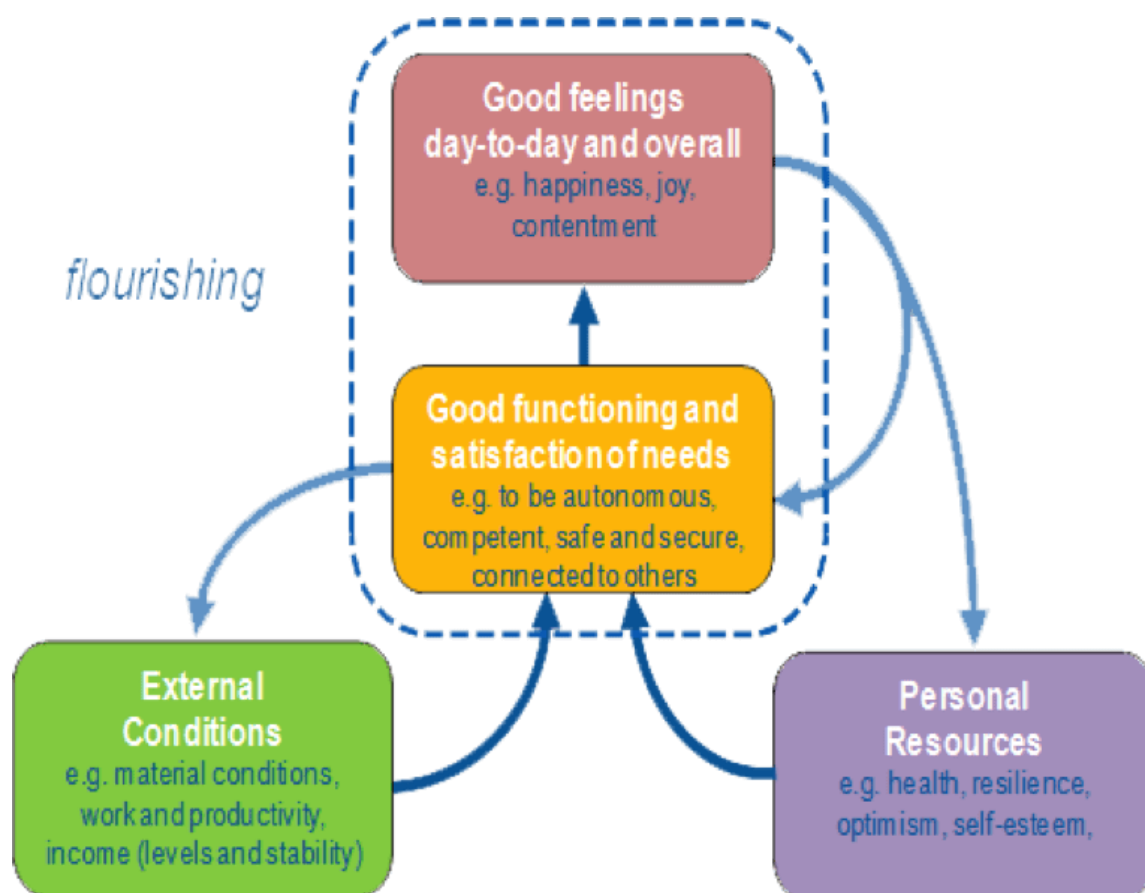 Good feelings
day-to-day and overall
e.g. happiness, joy,
contentment
flourishing
Good functioning and
satisfaction of needs
e.g. to be autonomous,
competent, safe and secure,
connected to others
External
Conditions
e.g. material conditions,
work and productivity,
income (levels and stability)
Personal
Resources
e.g. health, resilience,
optimism, self-esteem,